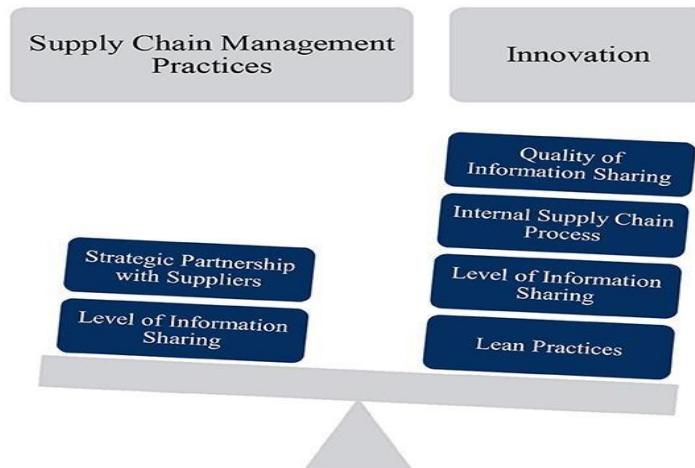 Supply Chain Management
Practices
Innovation
Quality of
Information Sharing
Internal Supply Chain
Process
Strategic Partnership
with Suppliers
Level of Information
Sharing
Level of Information
Sharing
Lean Practices